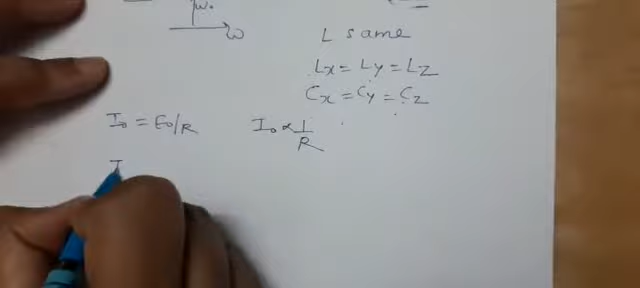 ω₀
ω
L same
Lx = Ly = Lz
Cx = Cy = Cz
I₀ = E₀/R
I₀ ∝ 1/R
I